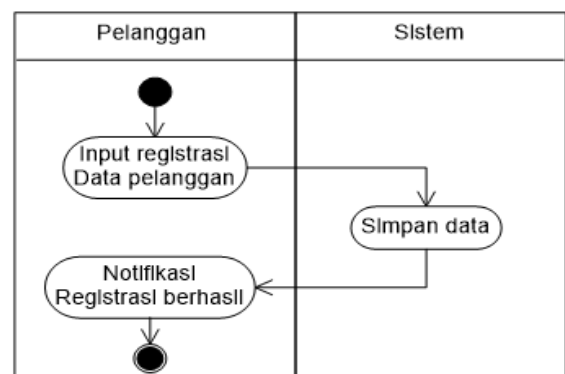 Pelanggan
Sistem
Input registrasi
Data pelanggan
Simpan data
Notifikasi
Registrasi berhasil